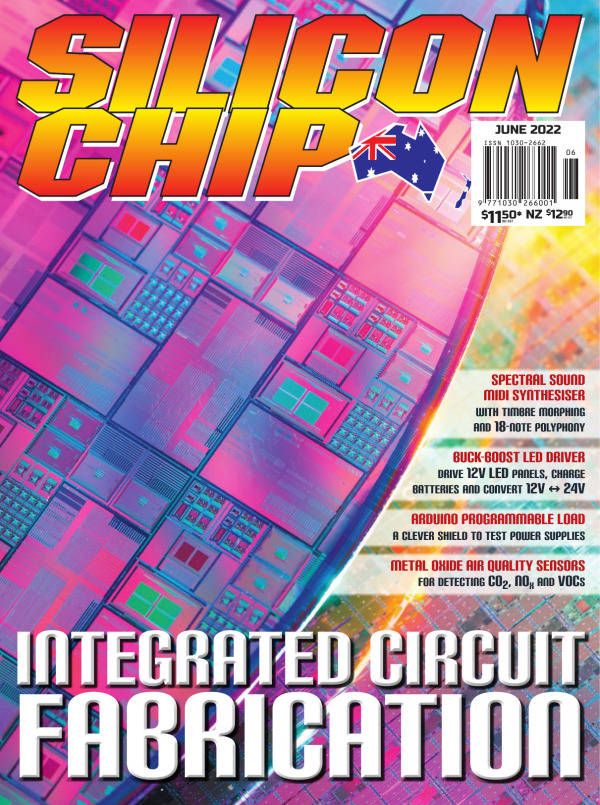 SILICON
CHIP
JUNE 2022
ISSN 1030-2662
06
9 771030 266001
$11 50* NZ $12 90
SPECTRAL SOUND
MIDI SYNTHESISER
WITH TIMBRE MORPHING
AND 18-NOTE POLYPHONY
BUCK-BOOST LED DRIVER
DRIVE 12V LED PANELS, CHARGE
BATTERIES AND CONVERT 12V ↔ 24V
ARDUINO PROGRAMMABLE LOAD
A CLEVER SHIELD TO TEST POWER SUPPLIES
METAL OXIDE AIR QUALITY SENSORS
FOR DETECTING CO₂, NOₓ AND VOCS
INTEGRATED CIRCUIT
FABRICATION